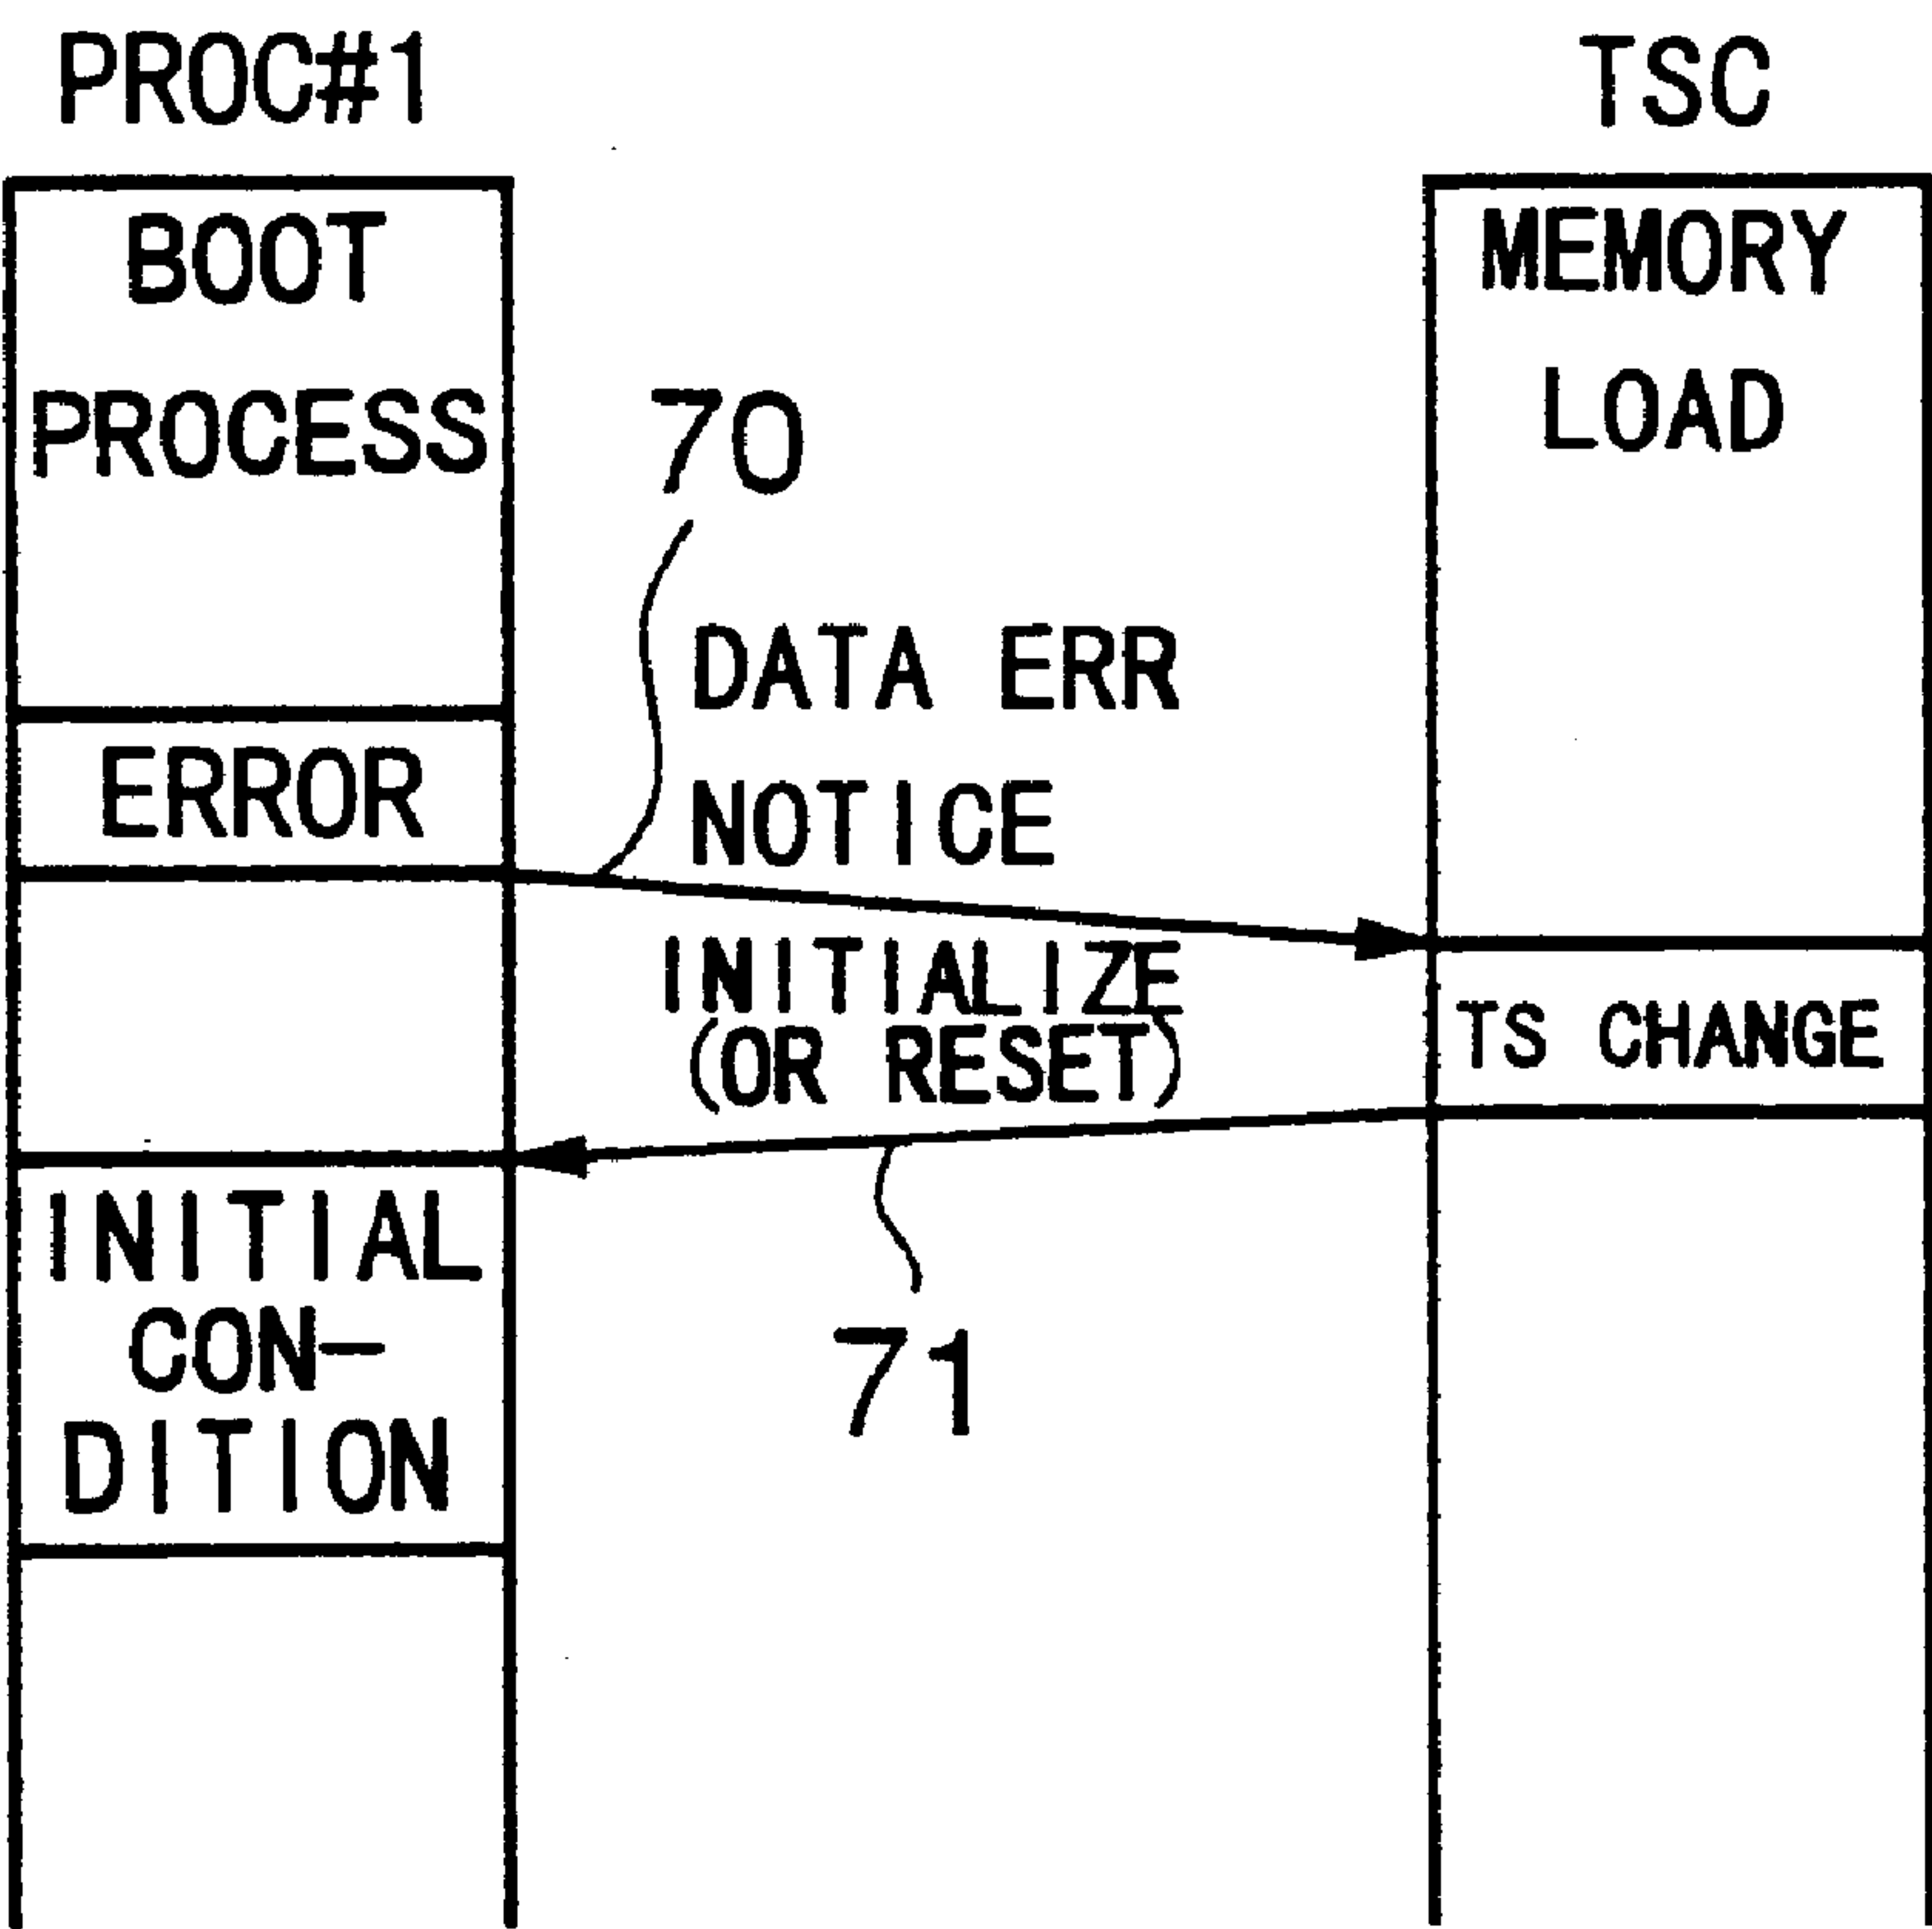 PROC#1
TSC
BOOT
PROCESS
MEMORY
LOAD
70
DATA ERR
NOTICE
ERROR
INITIALIZE
(OR RESET)
TS CHANGE
INITIAL
CON-
DITION
71